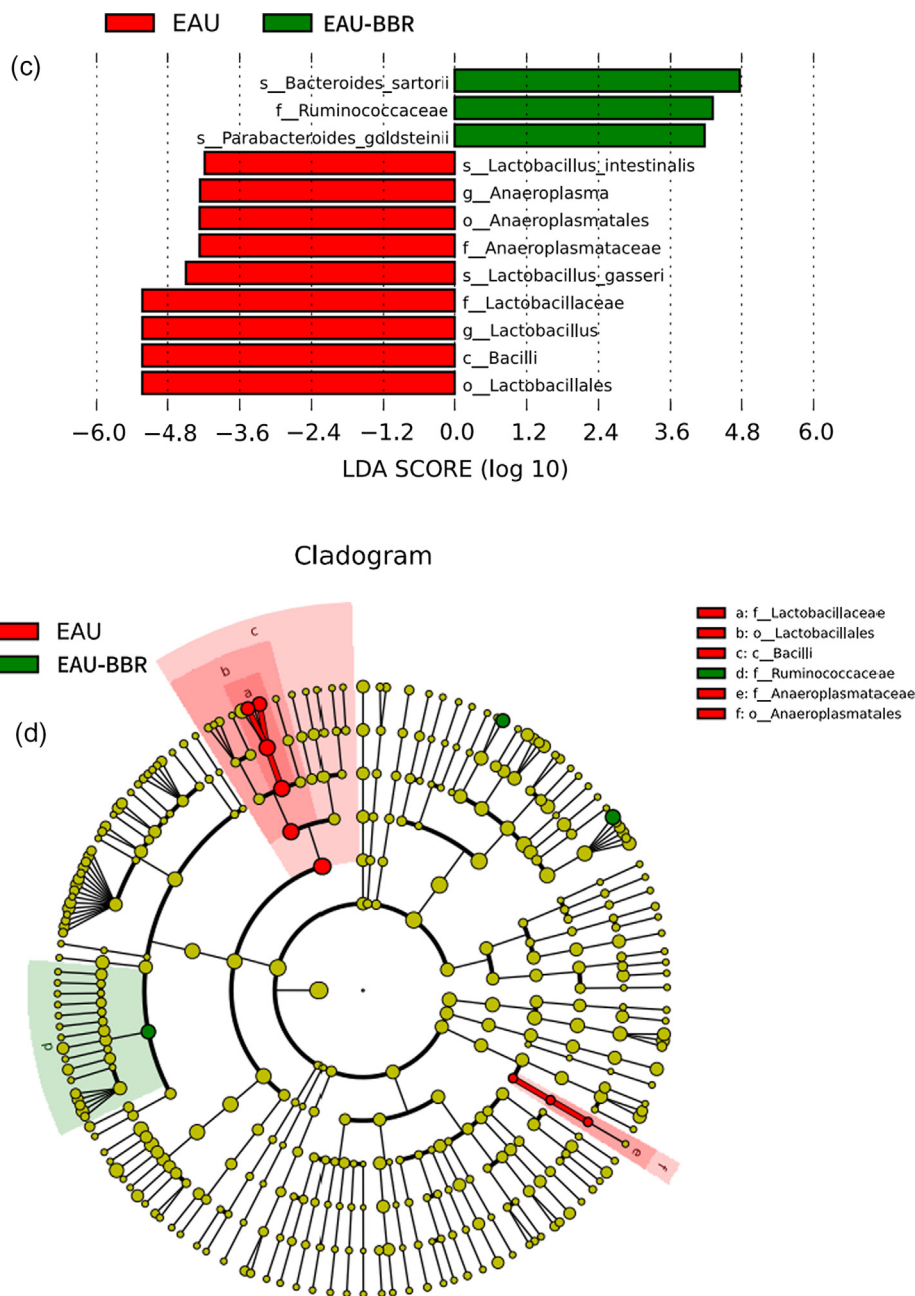 EAU EAU-BBR
(c)
s__Bacteroides_sartorii
f__Ruminococcaceae
s__Parabacteroides_goldsteinii
s__Lactobacillus_intestinalis
g__Anaeroplasma
o__Anaeroplasmatales
f__Anaeroplasmataceae
s__Lactobacillus_gasseri
f__Lactobacillaceae
g__Lactobacillus
c__Bacilli
o__Lactobacillales
−6.0 −4.8 −3.6 −2.4 −1.2 0.0 1.2 2.4 3.6 4.8 6.0
LDA SCORE (log 10)
Cladogram
EAU
EAU-BBR
(d)
a: f__Lactobacillaceae
b: o__Lactobacillales
c: c__Bacilli
d: f__Ruminococcaceae
e: f__Anaeroplasmataceae
f: o__Anaeroplasmatales
c
b
a
d
e
f